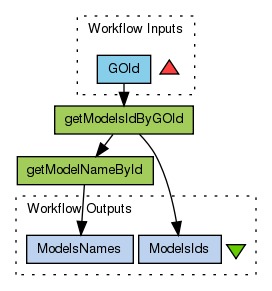 Workflow Inputs
GOId
getModelsIdByGOId
getModelNameById
Workflow Outputs
ModelsNames
ModelsIds